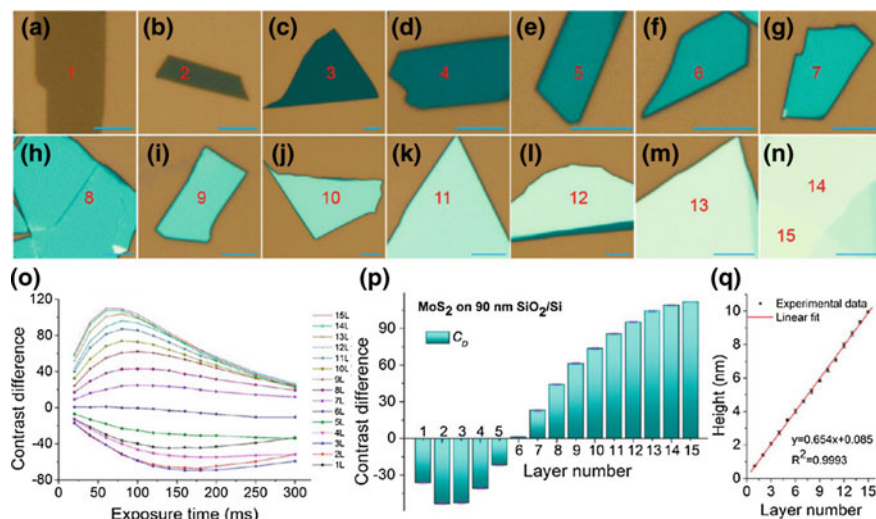 (a) (b) (c) (d) (e) (f) (g)
1 2 3 4 5 6 7
(h) (i) (j) (k) (l) (m) (n)
8 9 10 11 12 13 14
15
(o)
Contrast difference
120
80
40
0
-40
-80
0 50 100 150 200 250 300
Exposure time (ms)
15L
14L
13L
12L
11L
10L
9L
8L
7L
6L
5L
4L
3L
2L
1L
(p)
MoS2 on 90 nm SiO2/Si
CD
Contrast difference
90
60
30
0
-30
1 2 3 4 5
6 7 8 9 10 11 12 13 14 15
Layer number
(q)
Experimental data
Linear fit
Height (nm)
10
8
6
4
2
0
y=0.654x+0.085
R2=0.9993
0 3 6 9 12 15
Layer number